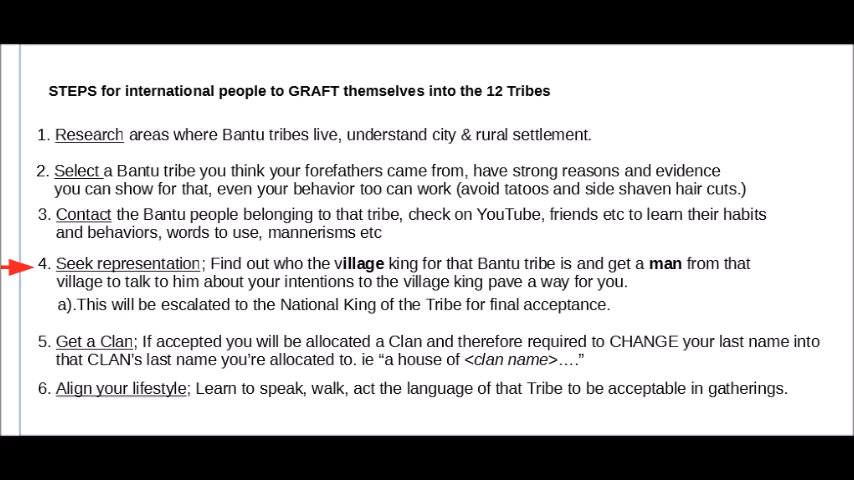 STEPS for international people to GRAFT themselves into the 12 Tribes
1. Research areas where Bantu tribes live, understand city & rural settlement.
2. Select a Bantu tribe you think your forefathers came from, have strong reasons and evidence
you can show for that, even your behavior too can work (avoid tatoos and side shaven hair cuts.)
3. Contact the Bantu people belonging to that tribe, check on YouTube, friends etc to learn their habits
and behaviors, words to use, mannerisms etc
4. Seek representation; Find out who the village king for that Bantu tribe is and get a man from that
village to talk to him about your intentions to the village king pave a way for you.
a).This will be escalated to the National King of the Tribe for final acceptance.
5. Get a Clan; If accepted you will be allocated a Clan and therefore required to CHANGE your last name into
that CLAN's last name you're allocated to. ie “a house of <clan name>….”
6. Align your lifestyle; Learn to speak, walk, act the language of that Tribe to be acceptable in gatherings.